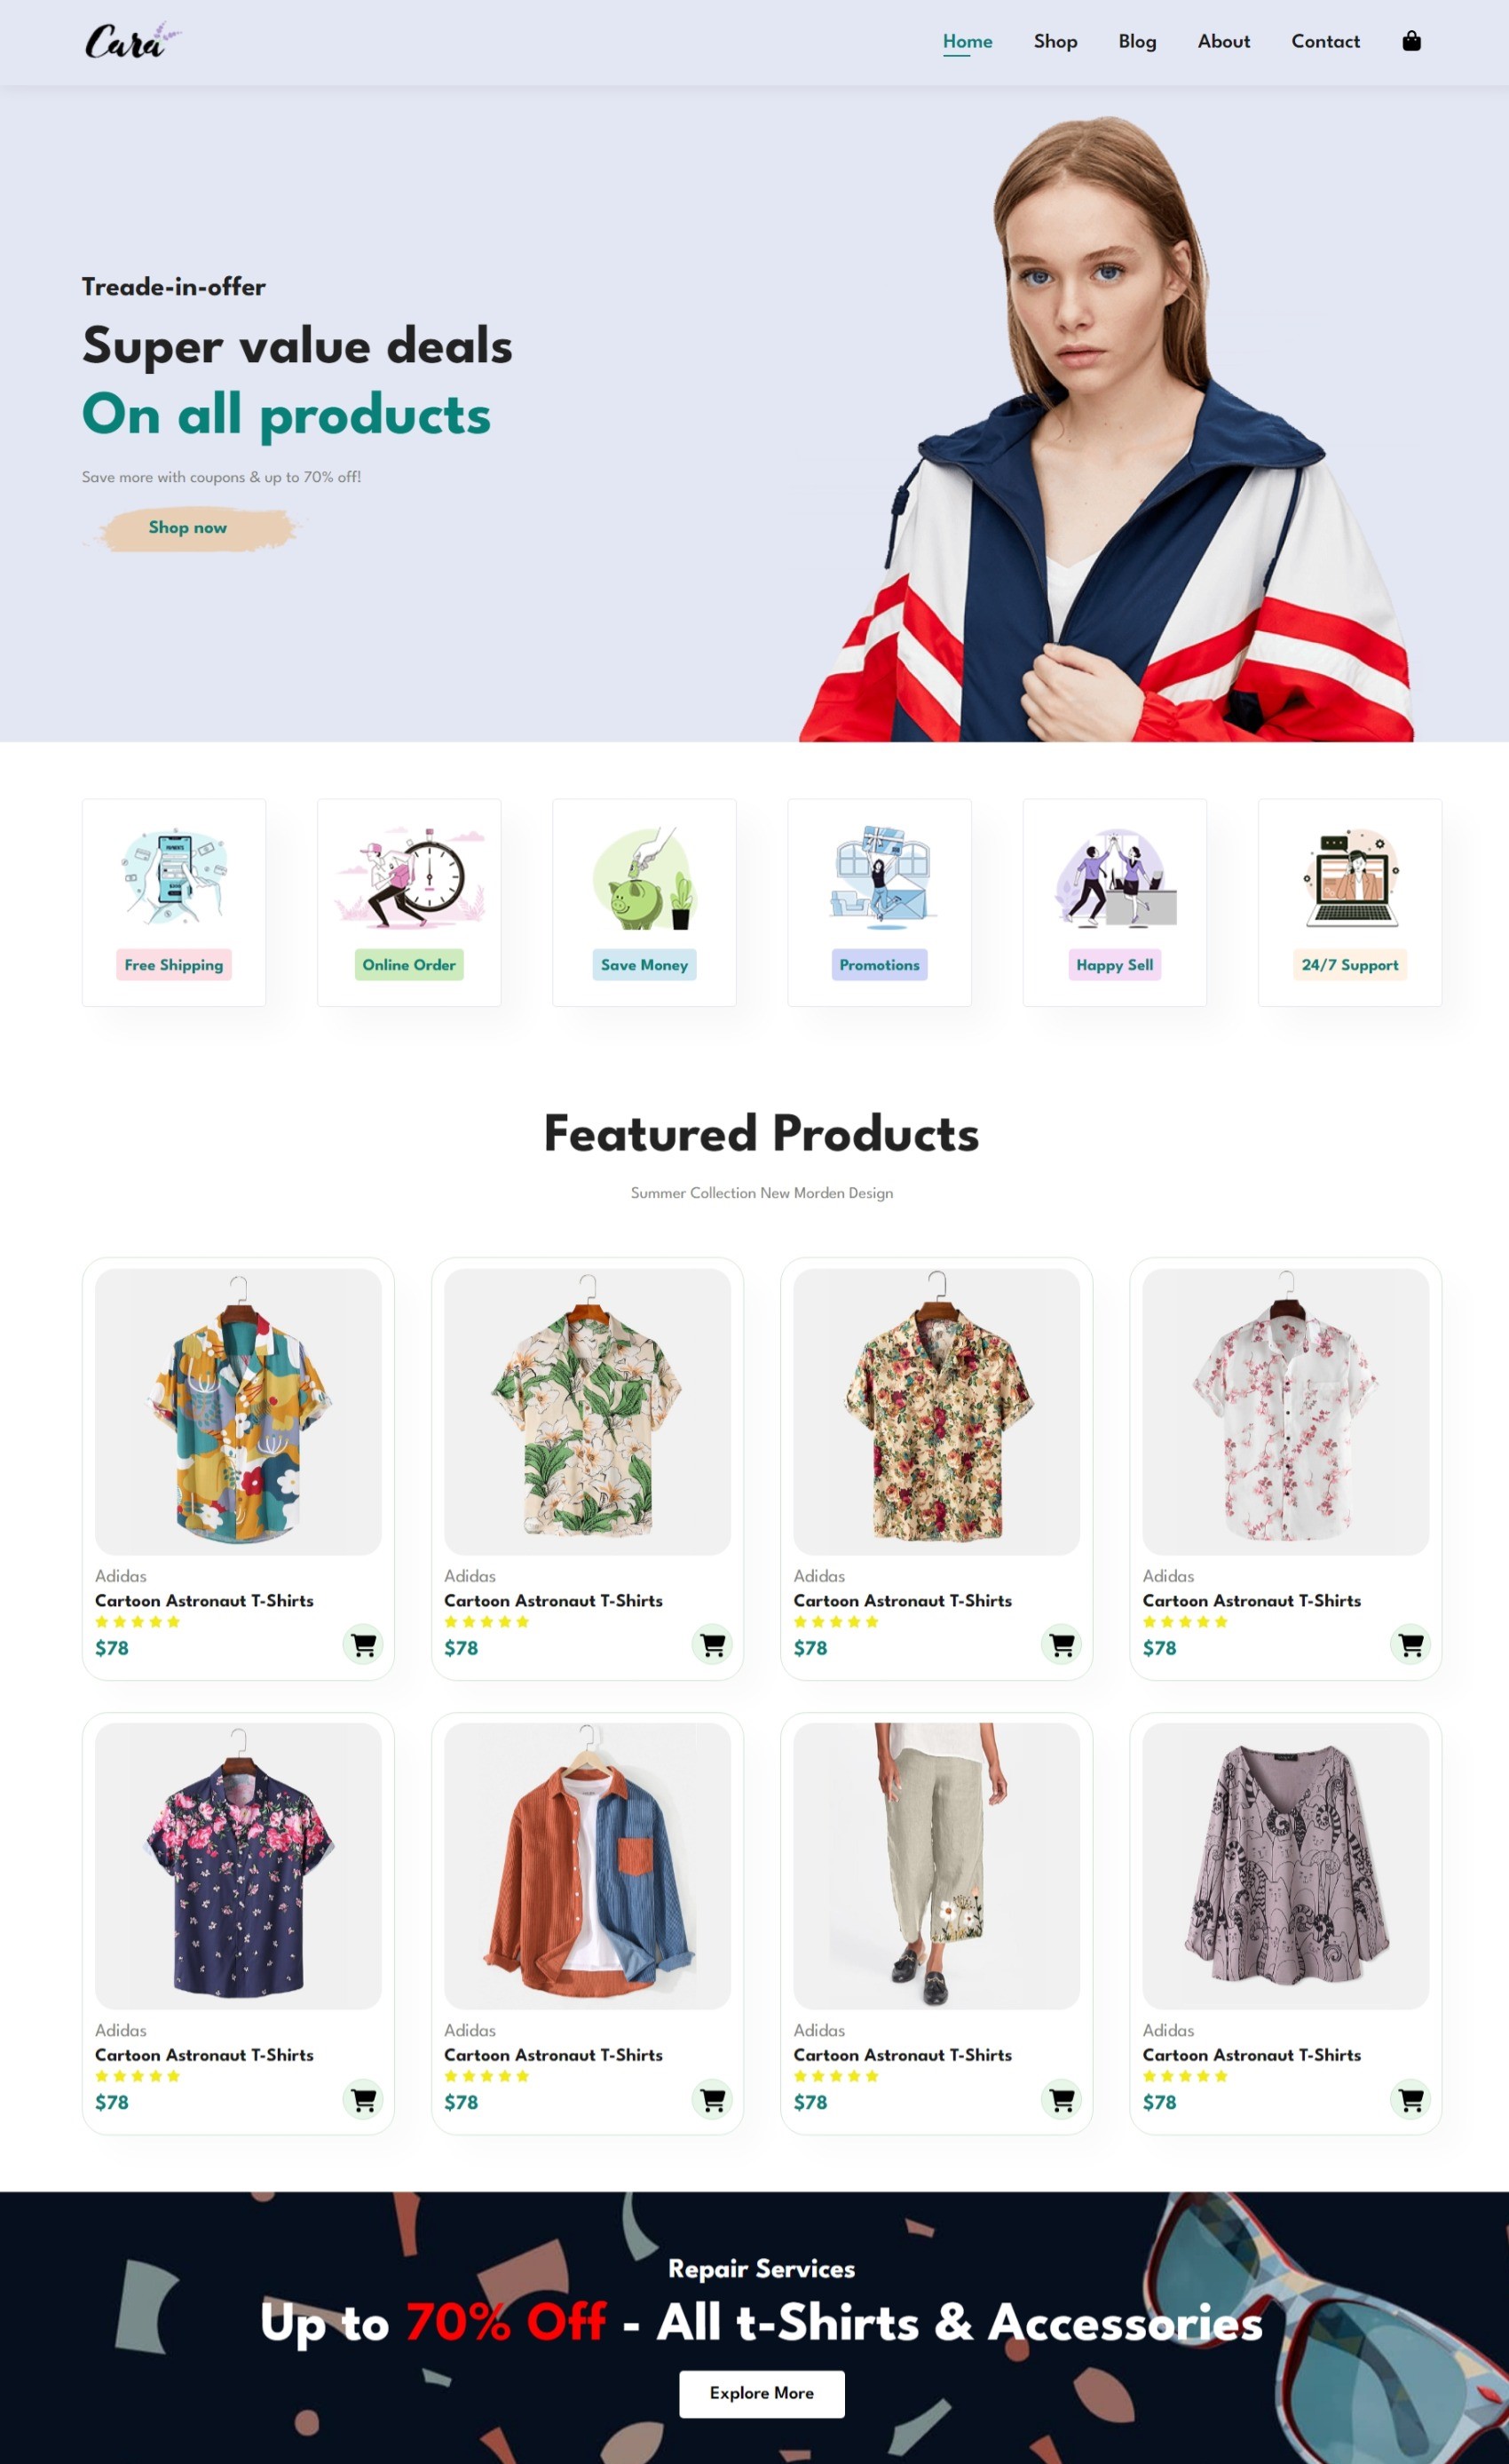 Cara
Home Shop Blog About Contact
Treade-in-offer
Super value deals
On all products
Save more with coupons & up to 70% off!
Shop now
PAYMENTS
Free Shipping Online Order Save Money Promotions Happy Sell 24/7 Support
Featured Products
Summer Collection New Morden Design
Adidas Adidas Adidas Adidas
Cartoon Astronaut T-Shirts Cartoon Astronaut T-Shirts Cartoon Astronaut T-Shirts Cartoon Astronaut T-Shirts
$78 $78 $78 $78
Adidas Adidas Adidas Adidas
Cartoon Astronaut T-Shirts Cartoon Astronaut T-Shirts Cartoon Astronaut T-Shirts Cartoon Astronaut T-Shirts
$78 $78 $78 $78
Repair Services
Up to 70% Off - All t-Shirts & Accessories
Explore More